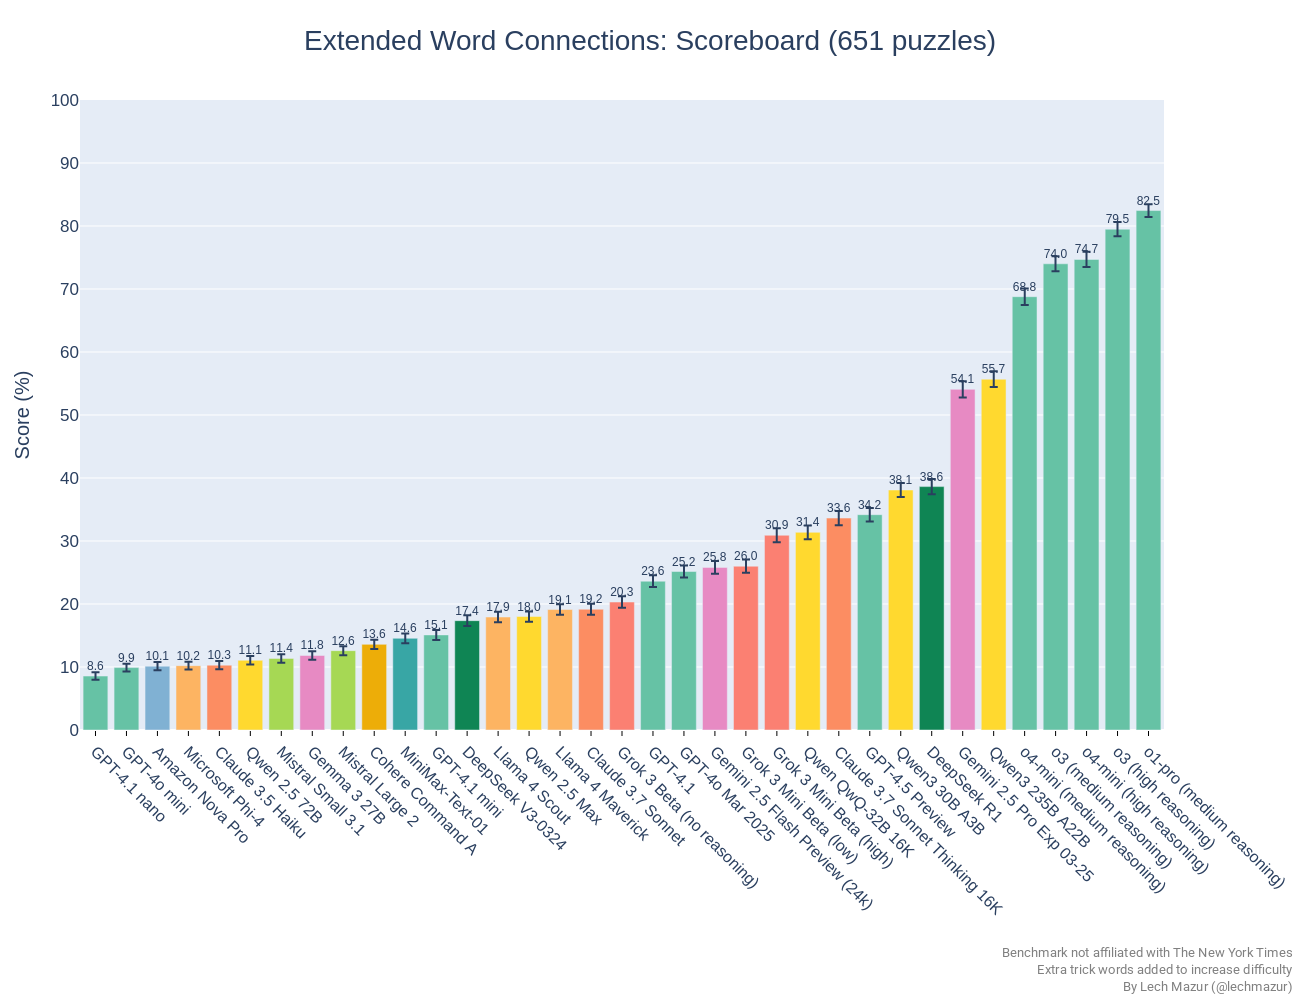 Extended Word Connections: Scoreboard (651 puzzles)
Score (%)
100
90
80
70
60
50
40
30
20
10
0
8.6
9.9
10.1
10.2
10.3
11.1
11.4
11.8
12.6
13.6
14.6
15.1
17.4
17.9
18.0
19.1
19.2
20.3
23.6
25.2
25.8
26.0
30.9
31.4
33.6
34.2
38.1
38.6
54.1
55.7
68.8
74.0
74.7
79.5
82.5
GPT-4.1 nano
GPT-4o mini
Amazon Nova Pro
Microsoft Phi-4
Claude 3.5 Haiku
Qwen 2.5 72B
Mistral Small 3.1
Gemma 3 27B
Mistral Large 2
Cohere Command A
MiniMax-Text-01
GPT-4.1 mini
DeepSeek V3-0324
Llama 4 Scout
Qwen 2.5 Max
Llama 4 Maverick
Claude 3.7 Sonnet
Grok 3 Beta (no reasoning)
GPT-4.1
GPT-4o Mar 2025
Gemini 2.5 Flash Preview (24k)
Grok 3 Mini Beta (low)
Grok 3 Mini Beta (high)
Qwen QwQ-32B 16K
Claude 3.7 Sonnet Thinking 16K
GPT-4.5 Preview
Qwen3 30B A3B
DeepSeek R1
Gemini 2.5 Pro Exp 03-25
Qwen3 235B A22B
o4-mini (medium reasoning)
o3 (medium reasoning)
o4-mini (high reasoning)
o3 (high reasoning)
o1-pro (medium reasoning)
Benchmark not affiliated with The New York Times
Extra trick words added to increase difficulty
By Lech Mazur (@lechmazur)